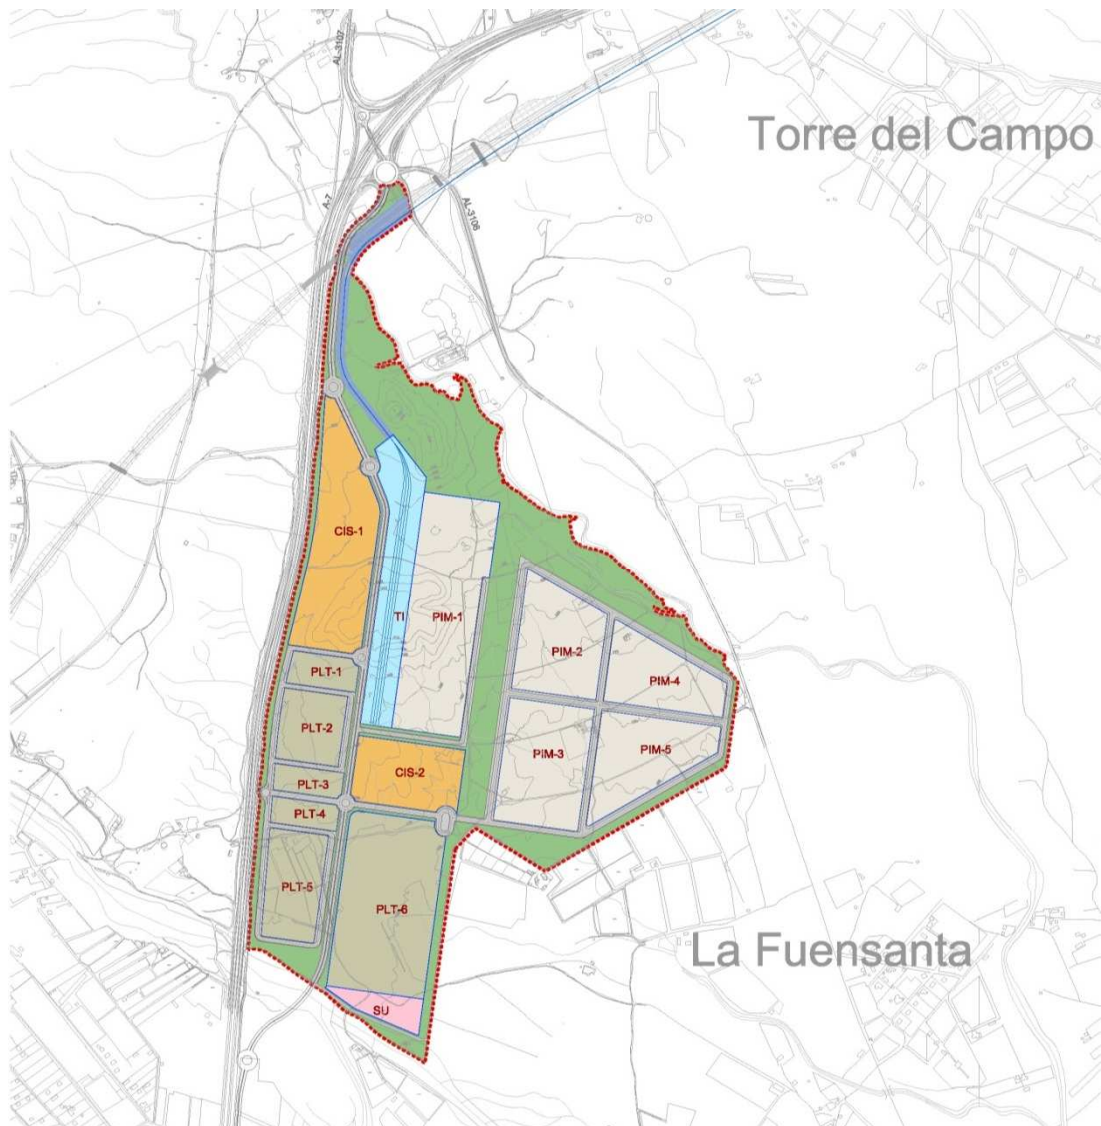 AL-3107
Torre del Campo
A-7
AL-3106
CIS-1
TI
PIM-1
PIM-2
PLT-1
PIM-4
PLT-2
PIM-3
PIM-5
CIS-2
PLT-3
PLT-4
PLT-5
PLT-6
La Fuensanta
SU